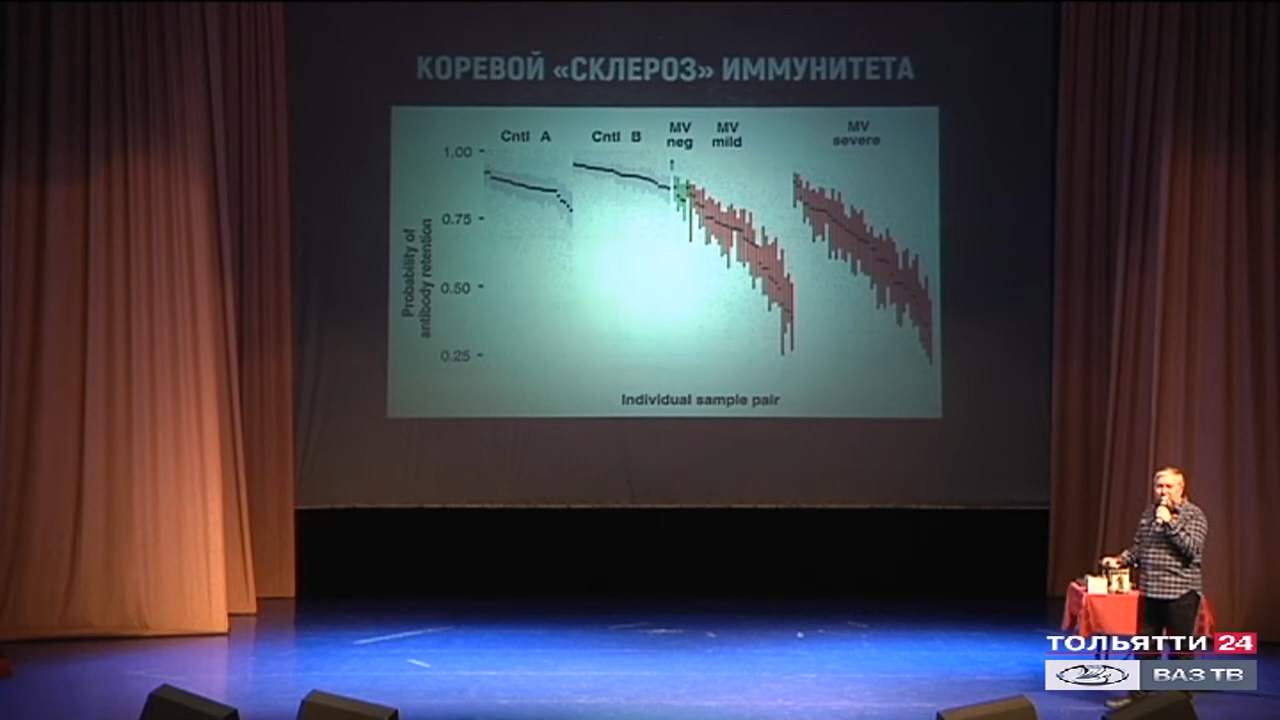 КОРЕВОЙ «СКЛЕРОЗ» ИММУНИТЕТА
Cntl A
Cntl B
MV
neg
MV
mild
MV
severe
1.00
0.75
0.50
0.25
Probability of
antibody retention
Individual sample pair
ТОЛЬЯТТИ 24
ВАЗ ТВ